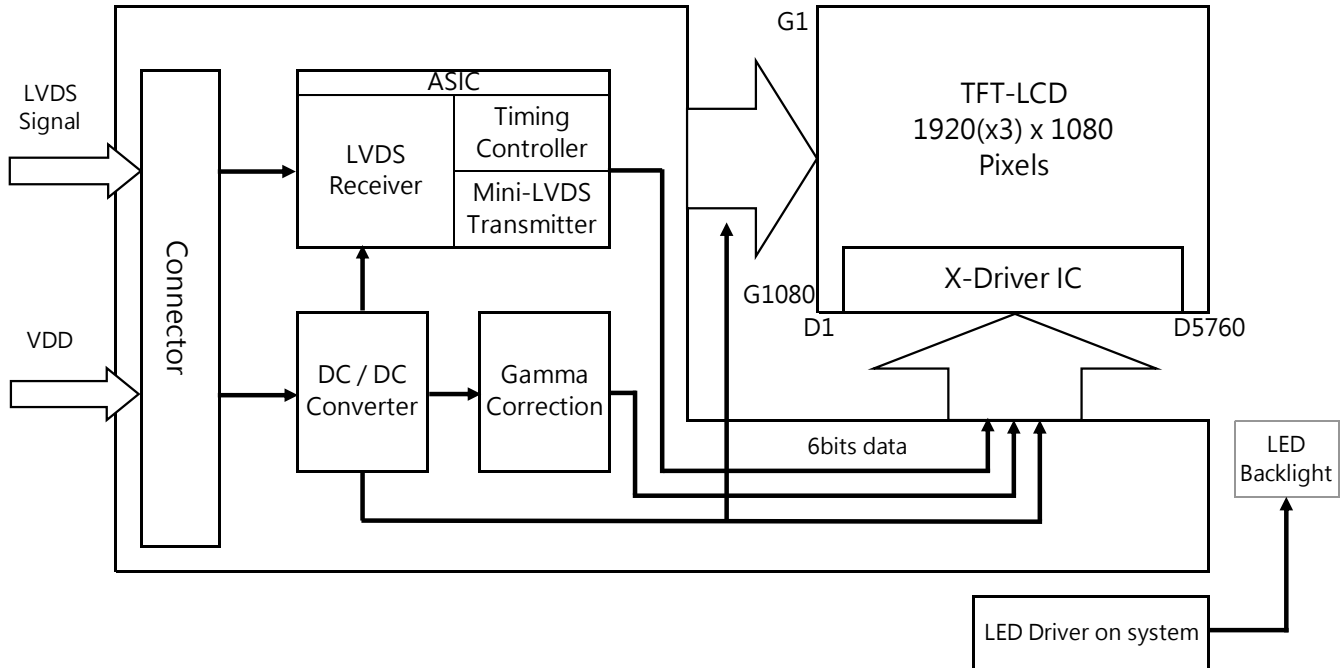 LVDS
Signal
VDD
Connector
ASIC
LVDS
Receiver
Timing
Controller
Mini-LVDS
Transmitter
DC / DC
Converter
Gamma
Correction
G1
TFT-LCD
1920(x3) x 1080
Pixels
X-Driver IC
G1080
D1
D5760
6bits data
LED
Backlight
LED Driver on system